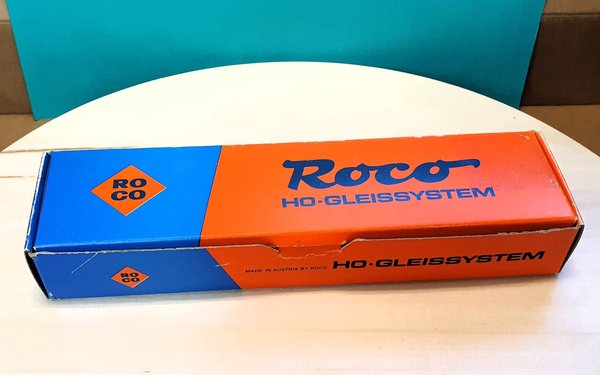 RO
CO
Roco
HO-GLEISSYSTEM
RO
CO
MADE IN AUSTRIA BY ROCO
HO-GLEISSYSTEM